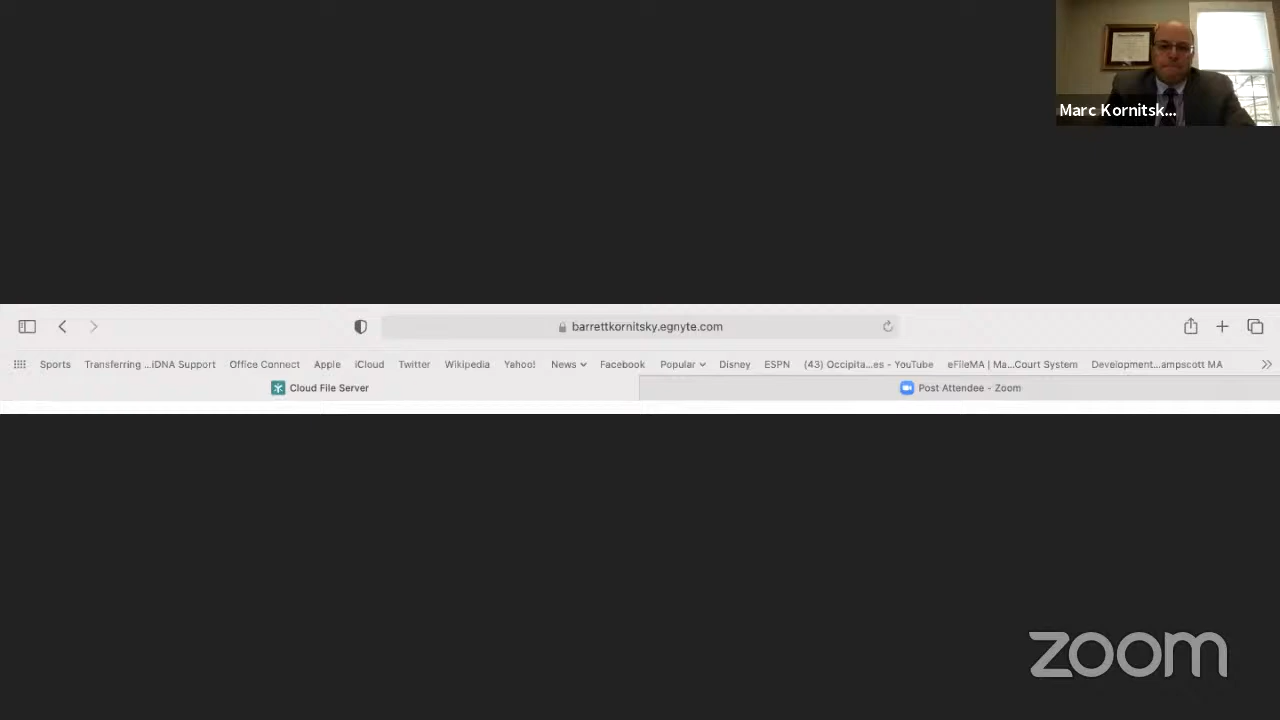 Marc Kornitsk...
barrettkornitsky.egnyte.com
Sports Transferring ...iDNA Support Office Connect Apple iCloud Twitter Wikipedia Yahoo! News Facebook Popular Disney ESPN (43) Occipita...es - YouTube eFileMA | Ma...Court System Development...ampscott MA
Cloud File Server Post Attendee - Zoom
zoom